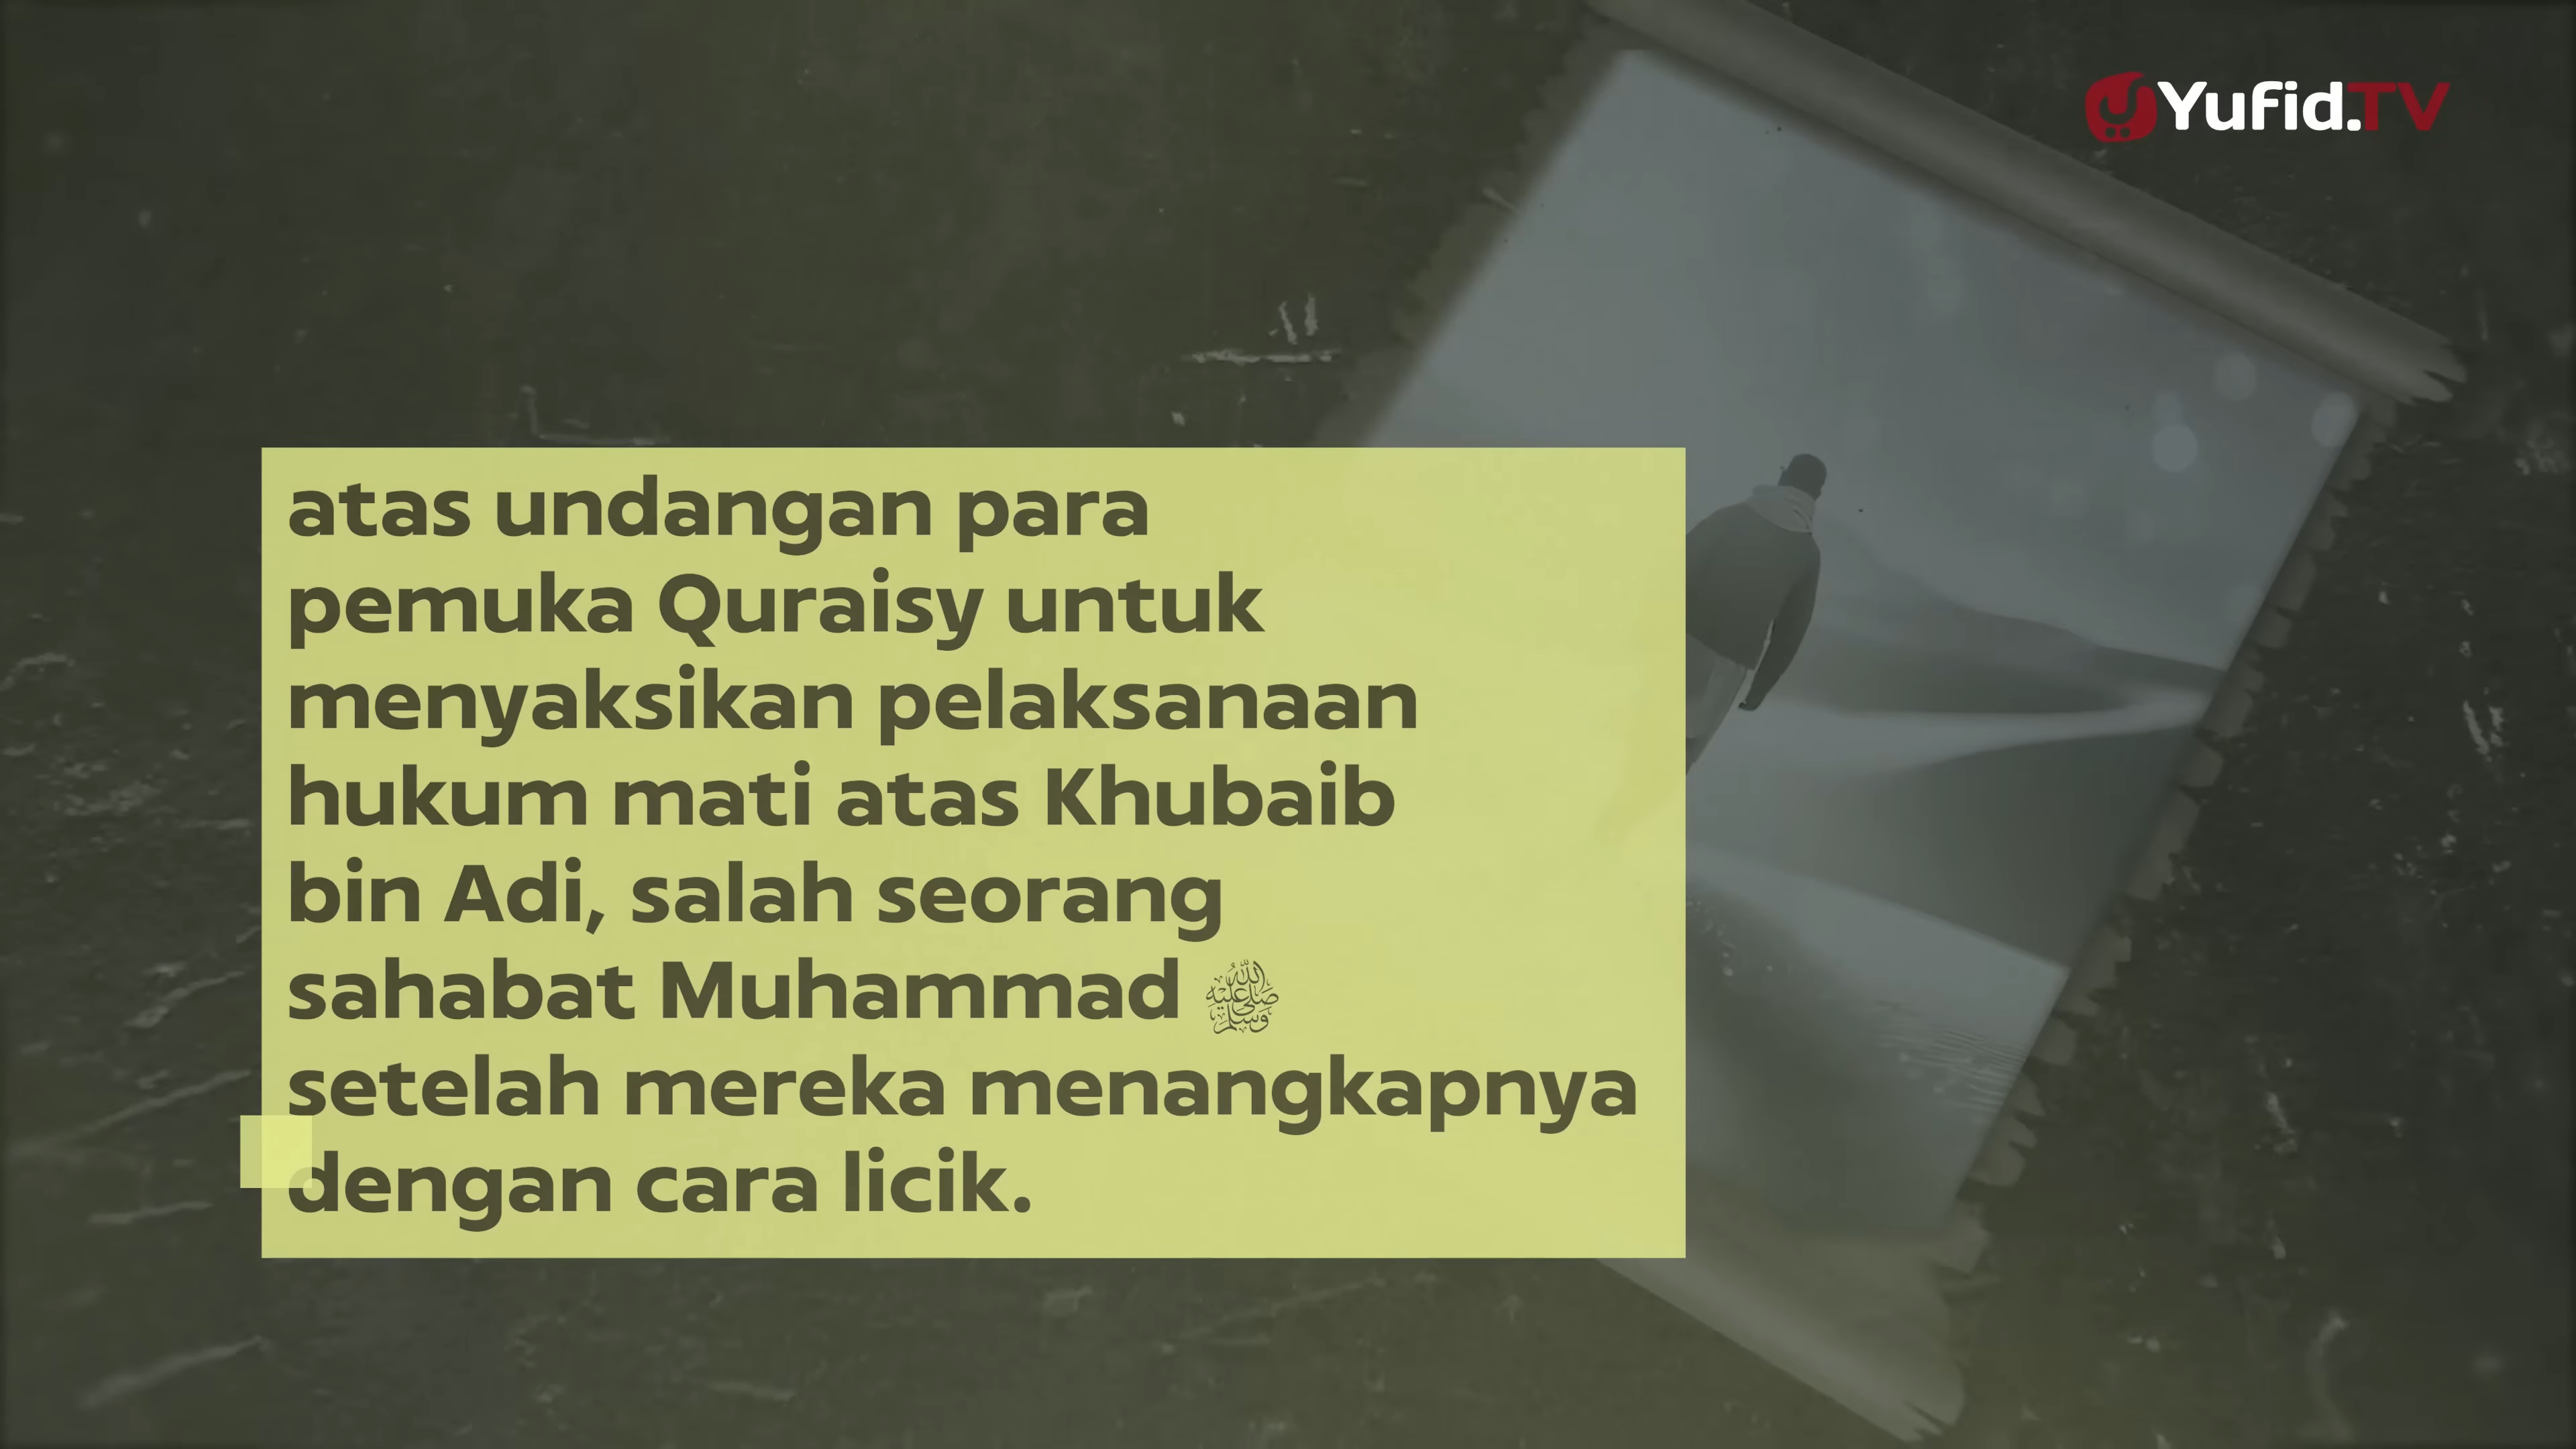 Yufid.TV
atas undangan para
pemuka Quraisy untuk
menyaksikan pelaksanaan
hukum mati atas Khubaib
bin Adi, salah seorang
sahabat Muhammad ﷺ
setelah mereka menangkapnya
dengan cara licik.